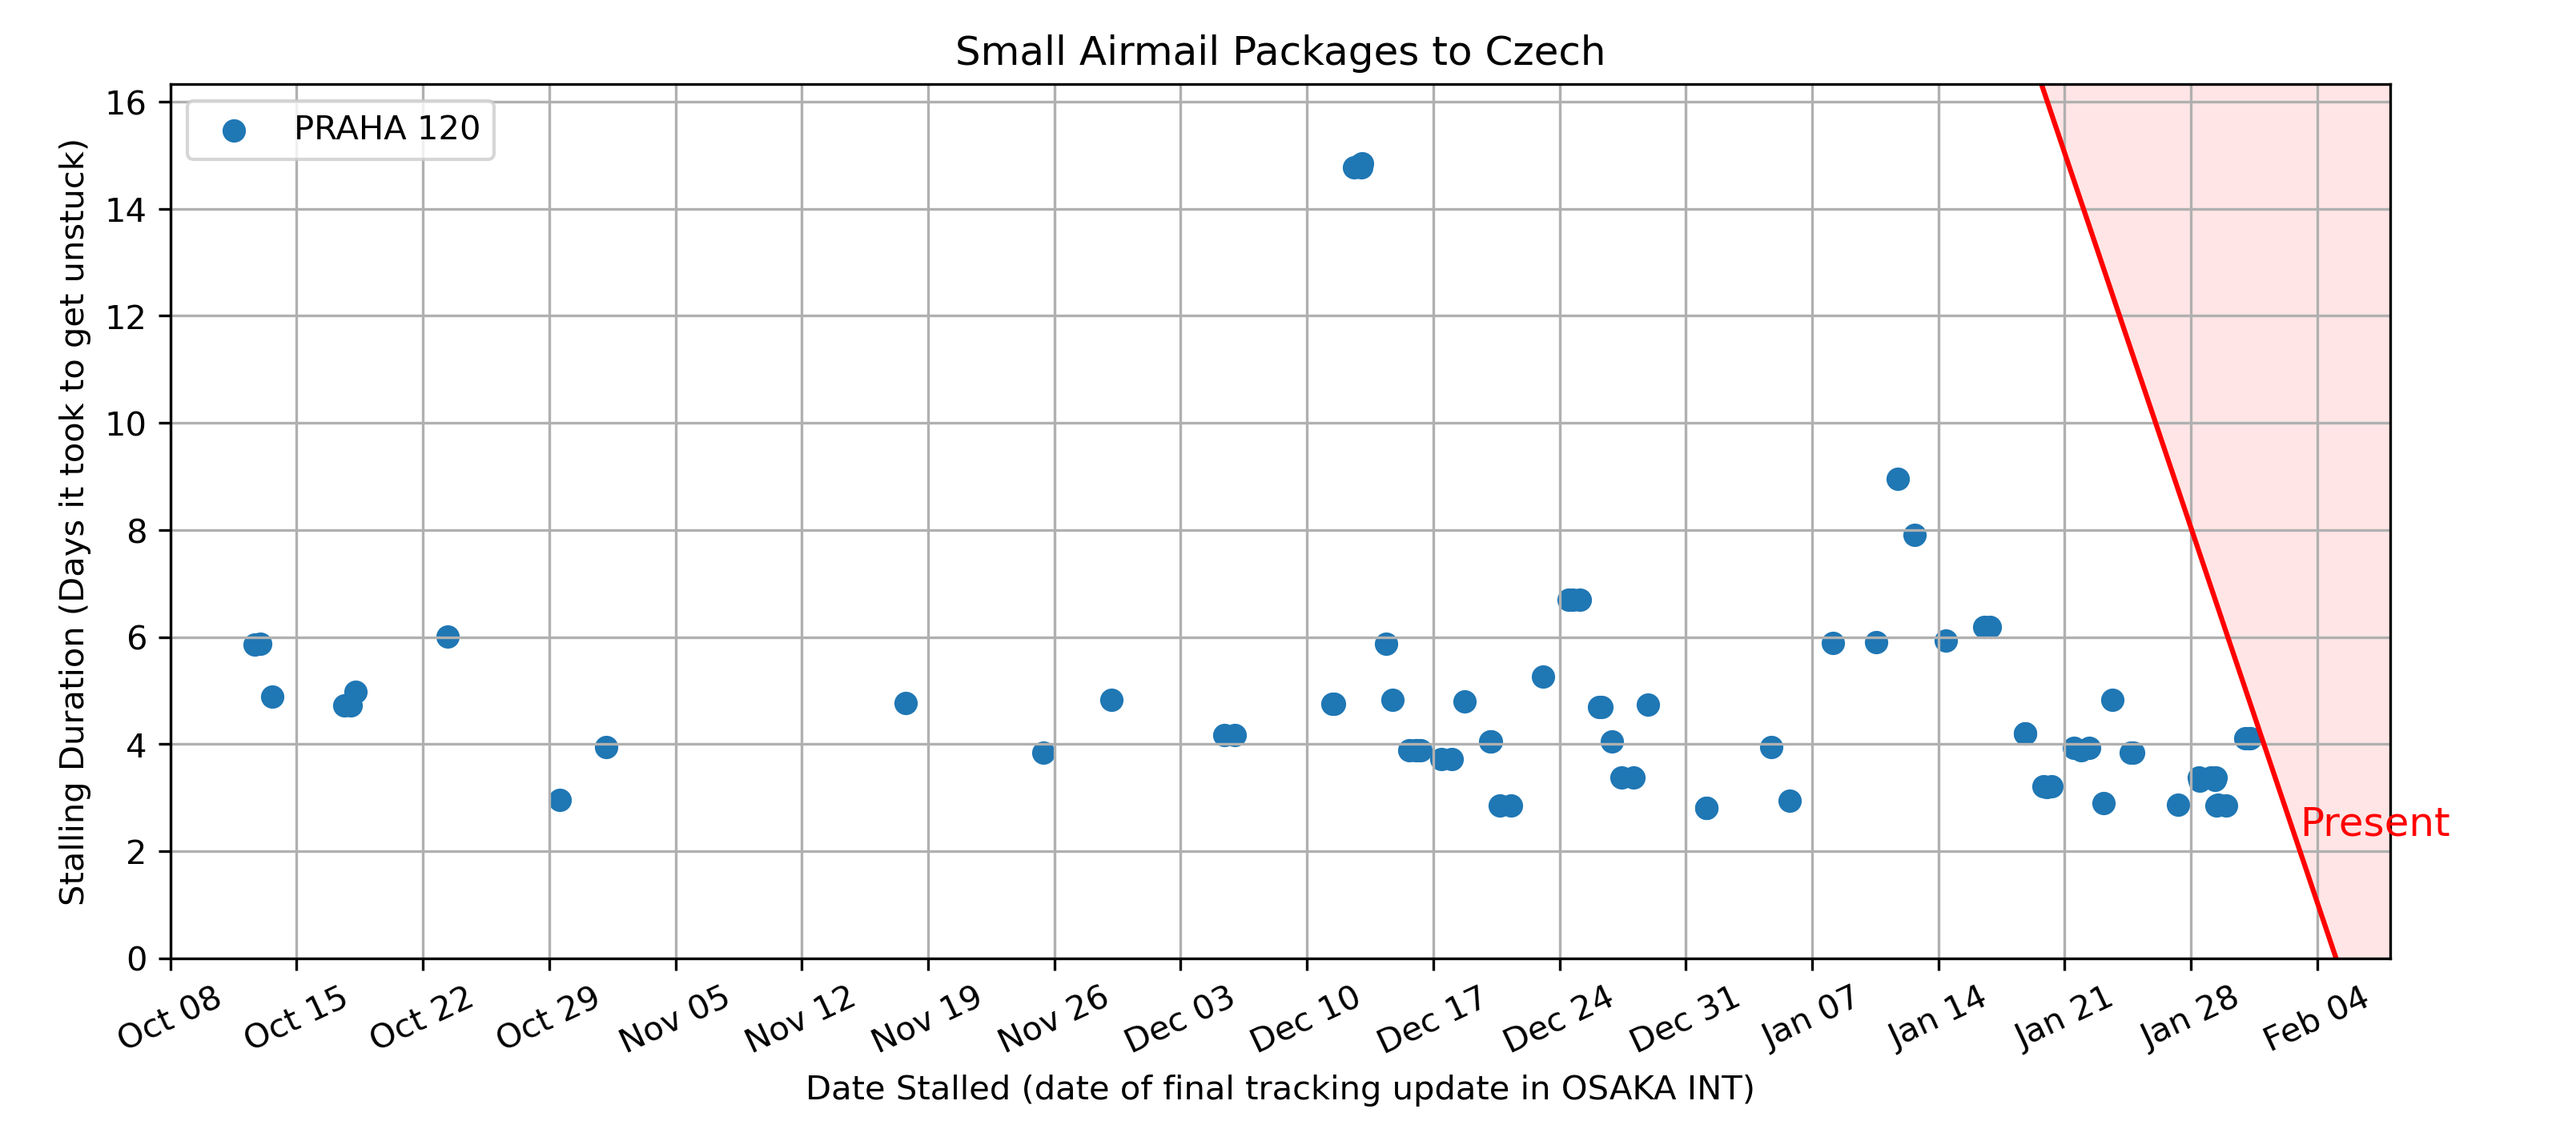 Small Airmail Packages to Czech
PRAHA 120
Stalling Duration (Days it took to get unstuck)
16
14
12
10
8
6
4
2
0
Present
Oct 08
Oct 15
Oct 22
Oct 29
Nov 05
Nov 12
Nov 19
Nov 26
Dec 03
Dec 10
Dec 17
Dec 24
Dec 31
Jan 07
Jan 14
Jan 21
Jan 28
Feb 04
Date Stalled (date of final tracking update in OSAKA INT)